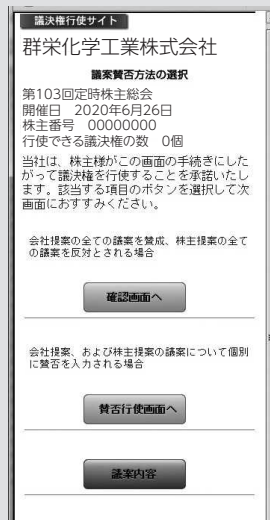 議決権行使サイト
群栄化学工業株式会社
議案賛否方法の選択
第103回定時株主総会
開催日　2020年6月26日
株主番号　00000000
行使できる議決権の数　0個
当社は、株主様がこの画面の手続きにした
がって議決権を行使することを承諾いたし
ます。該当する項目のボタンを選択して次
画面におすすみください。
会社提案の全ての議案を賛成、株主提案の全て
の議案を反対とされる場合
確認画面へ
会社提案、および株主提案の議案について個別
に賛否を入力される場合
賛否行使画面へ
議案内容